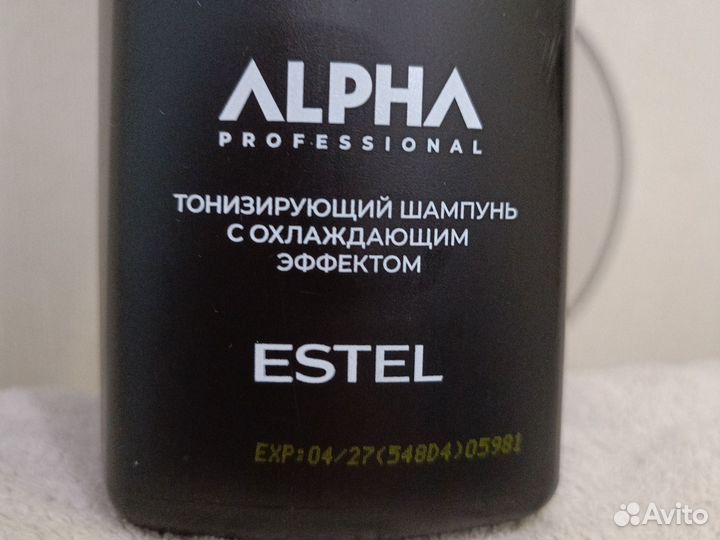 ALPHA
PROFESSIONAL
ТОНИЗИРУЮЩИЙ ШАМПУНЬ
С ОХЛАЖДАЮЩИМ
ЭФФЕКТОМ
ESTEL
EXP:04/27(548D4)05981
Avito